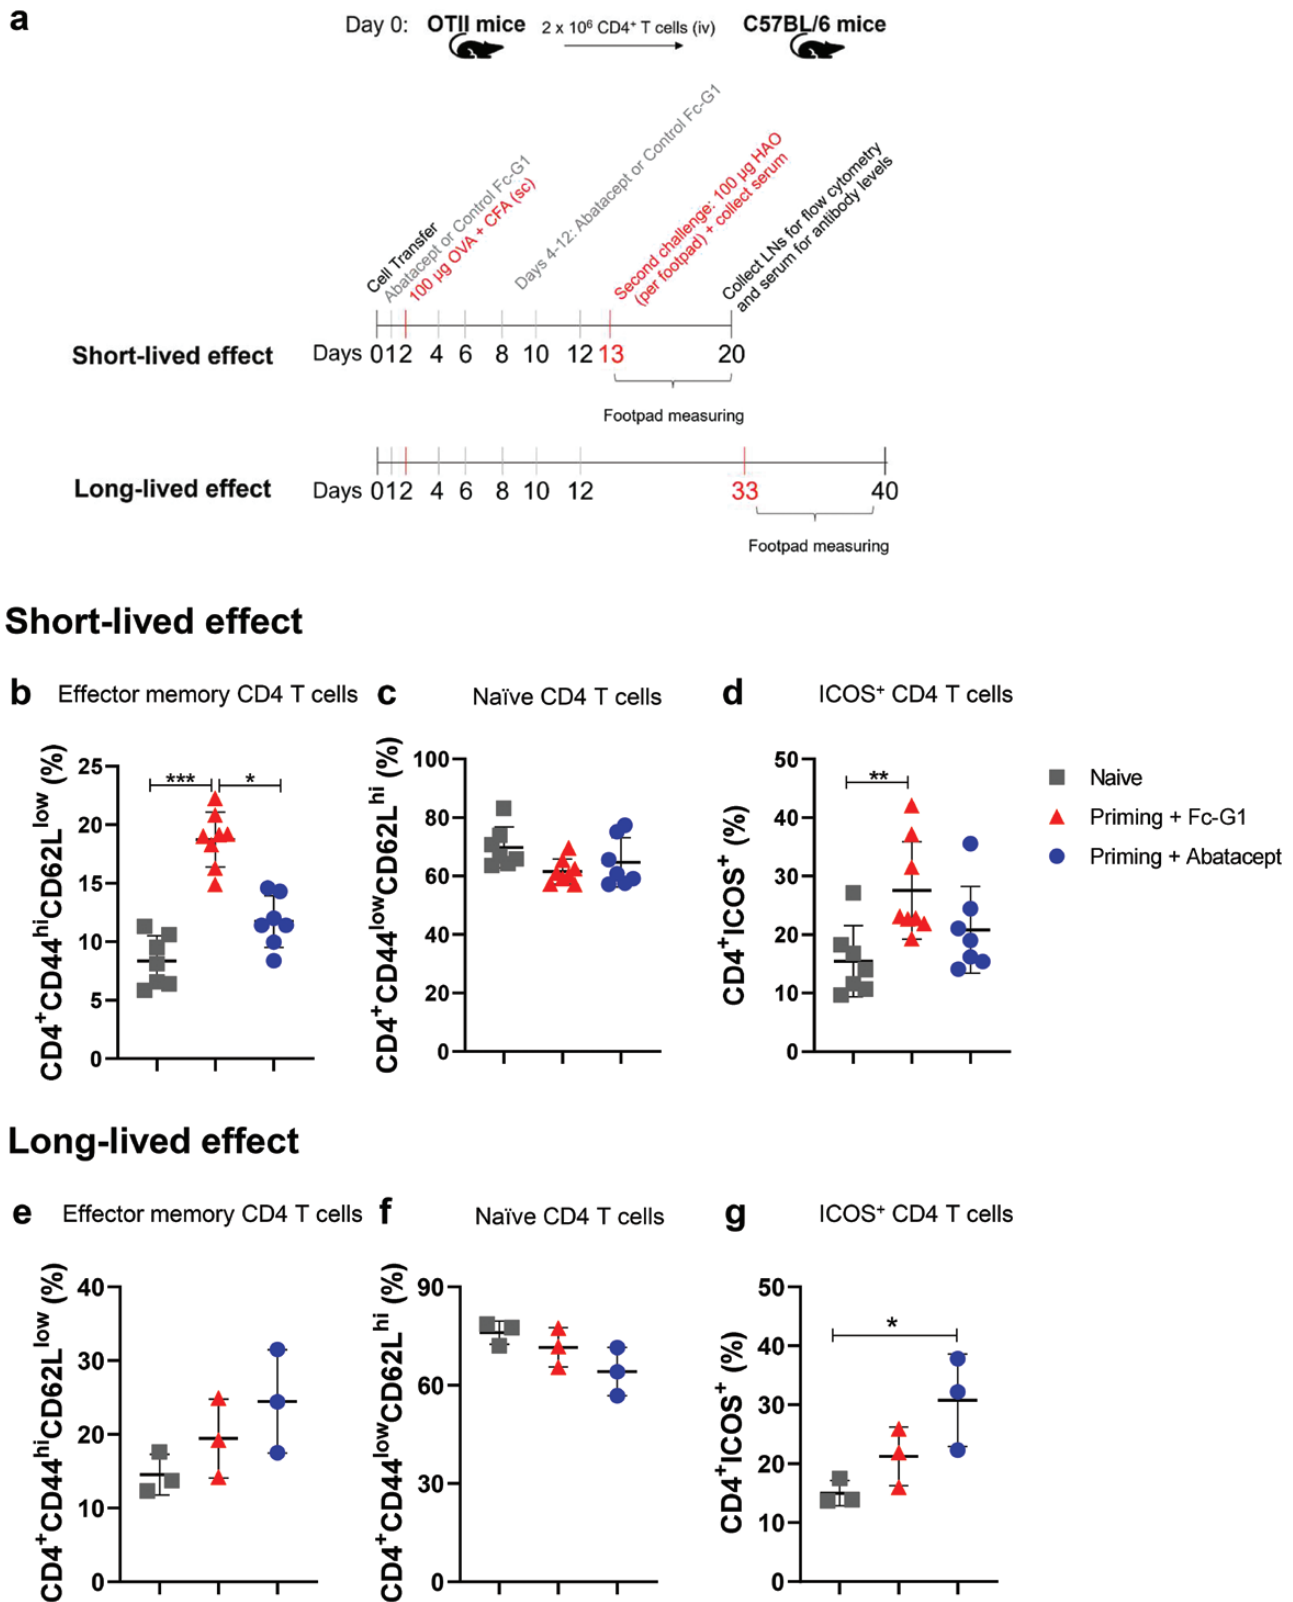 a
Day 0: OTII mice 2 x 10⁶ CD4⁺ T cells (iv) C57BL/6 mice
Cell Transfer
Abatacept or Control Fc-G1
100 µg OVA + CFA (sc)
Days 4-12: Abatacept or Control Fc-G1
Second challenge: 100 µg HAO
(per footpad) + collect serum
Collect LNs for flow cytometry
and serum for antibody levels
Short-lived effect Days 0 1 2 4 6 8 10 12 13 20
Footpad measuring
Long-lived effect Days 0 1 2 4 6 8 10 12 33 40
Footpad measuring
Short-lived effect
b Effector memory CD4 T cells
CD4⁺CD44ʰⁱCD62Lˡᵒʷ (%)
25
20
15
10
5
0
*** *
c Naïve CD4 T cells
CD4⁺CD44ˡᵒʷCD62Lʰⁱ (%)
100
80
60
40
20
0
d ICOS⁺ CD4 T cells
CD4⁺ICOS⁺ (%)
50
40
30
20
10
0
**
Naive
Priming + Fc-G1
Priming + Abatacept
Long-lived effect
e Effector memory CD4 T cells
CD4⁺CD44ʰⁱCD62Lˡᵒʷ (%)
40
30
20
10
0
f Naïve CD4 T cells
CD4⁺CD44ˡᵒʷCD62Lʰⁱ (%)
90
60
30
0
g ICOS⁺ CD4 T cells
CD4⁺ICOS⁺ (%)
50
40
30
20
10
0
*